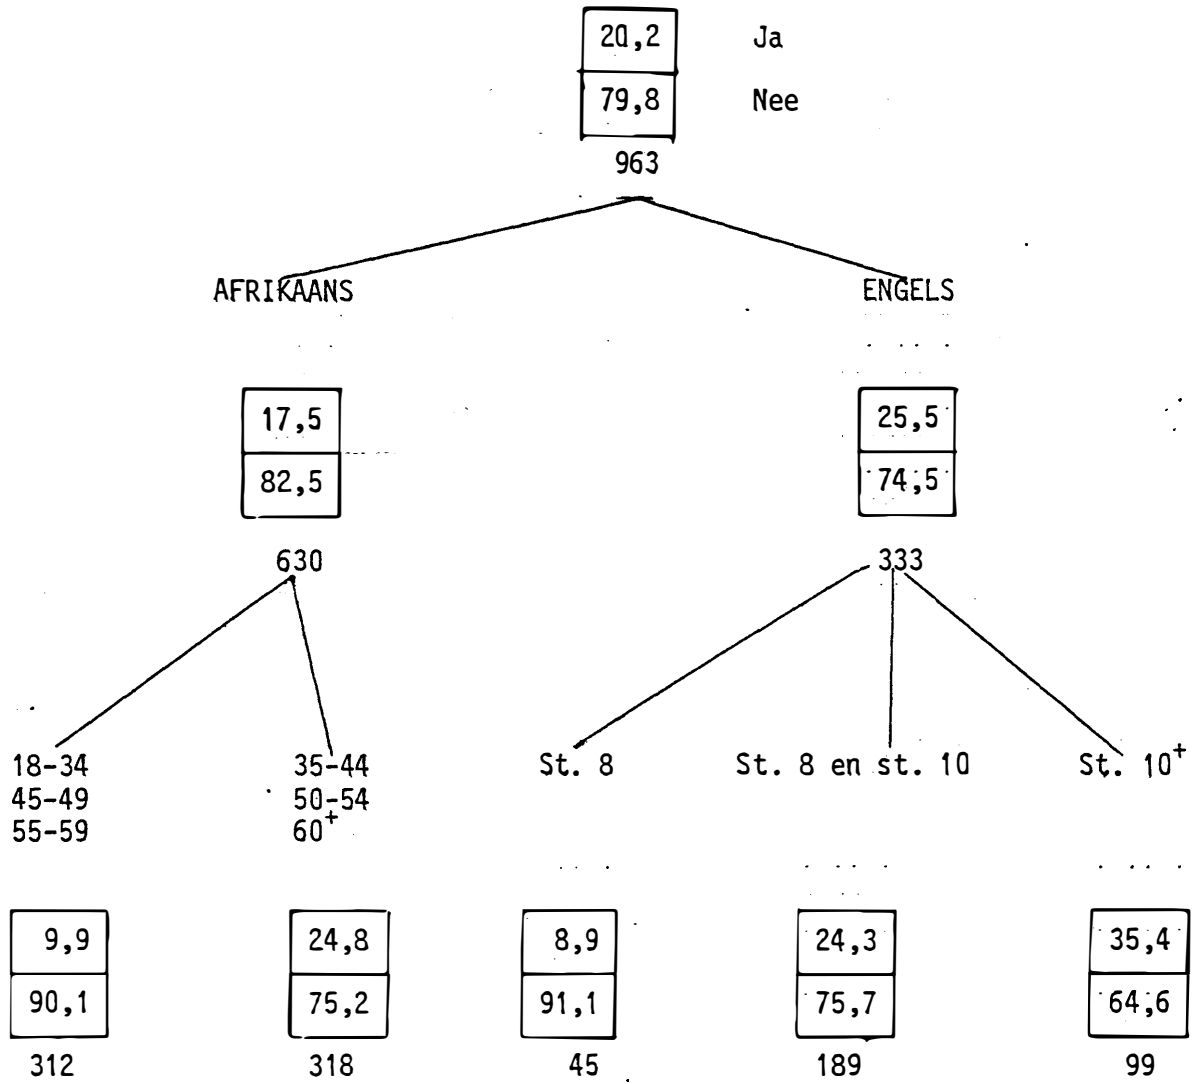 20,2 Ja
79,8 Nee
963
AFRIKAANS ENGELS
17,5 25,5
82,5 74,5
630 333
18-34 35-44 St. 8 St. 8 en st. 10 St. 10+
45-49 50-54
55-59 60+
9,9 24,8 8,9 24,3 35,4
90,1 75,2 91,1 75,7 64,6
312 318 45 189 99